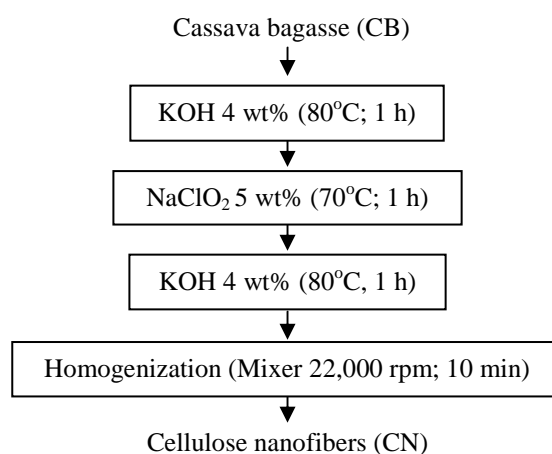 Cassava bagasse (CB)
KOH 4 wt% (80°C; 1 h)
NaClO₂ 5 wt% (70°C; 1 h)
KOH 4 wt% (80°C, 1 h)
Homogenization (Mixer 22,000 rpm; 10 min)
Cellulose nanofibers (CN)